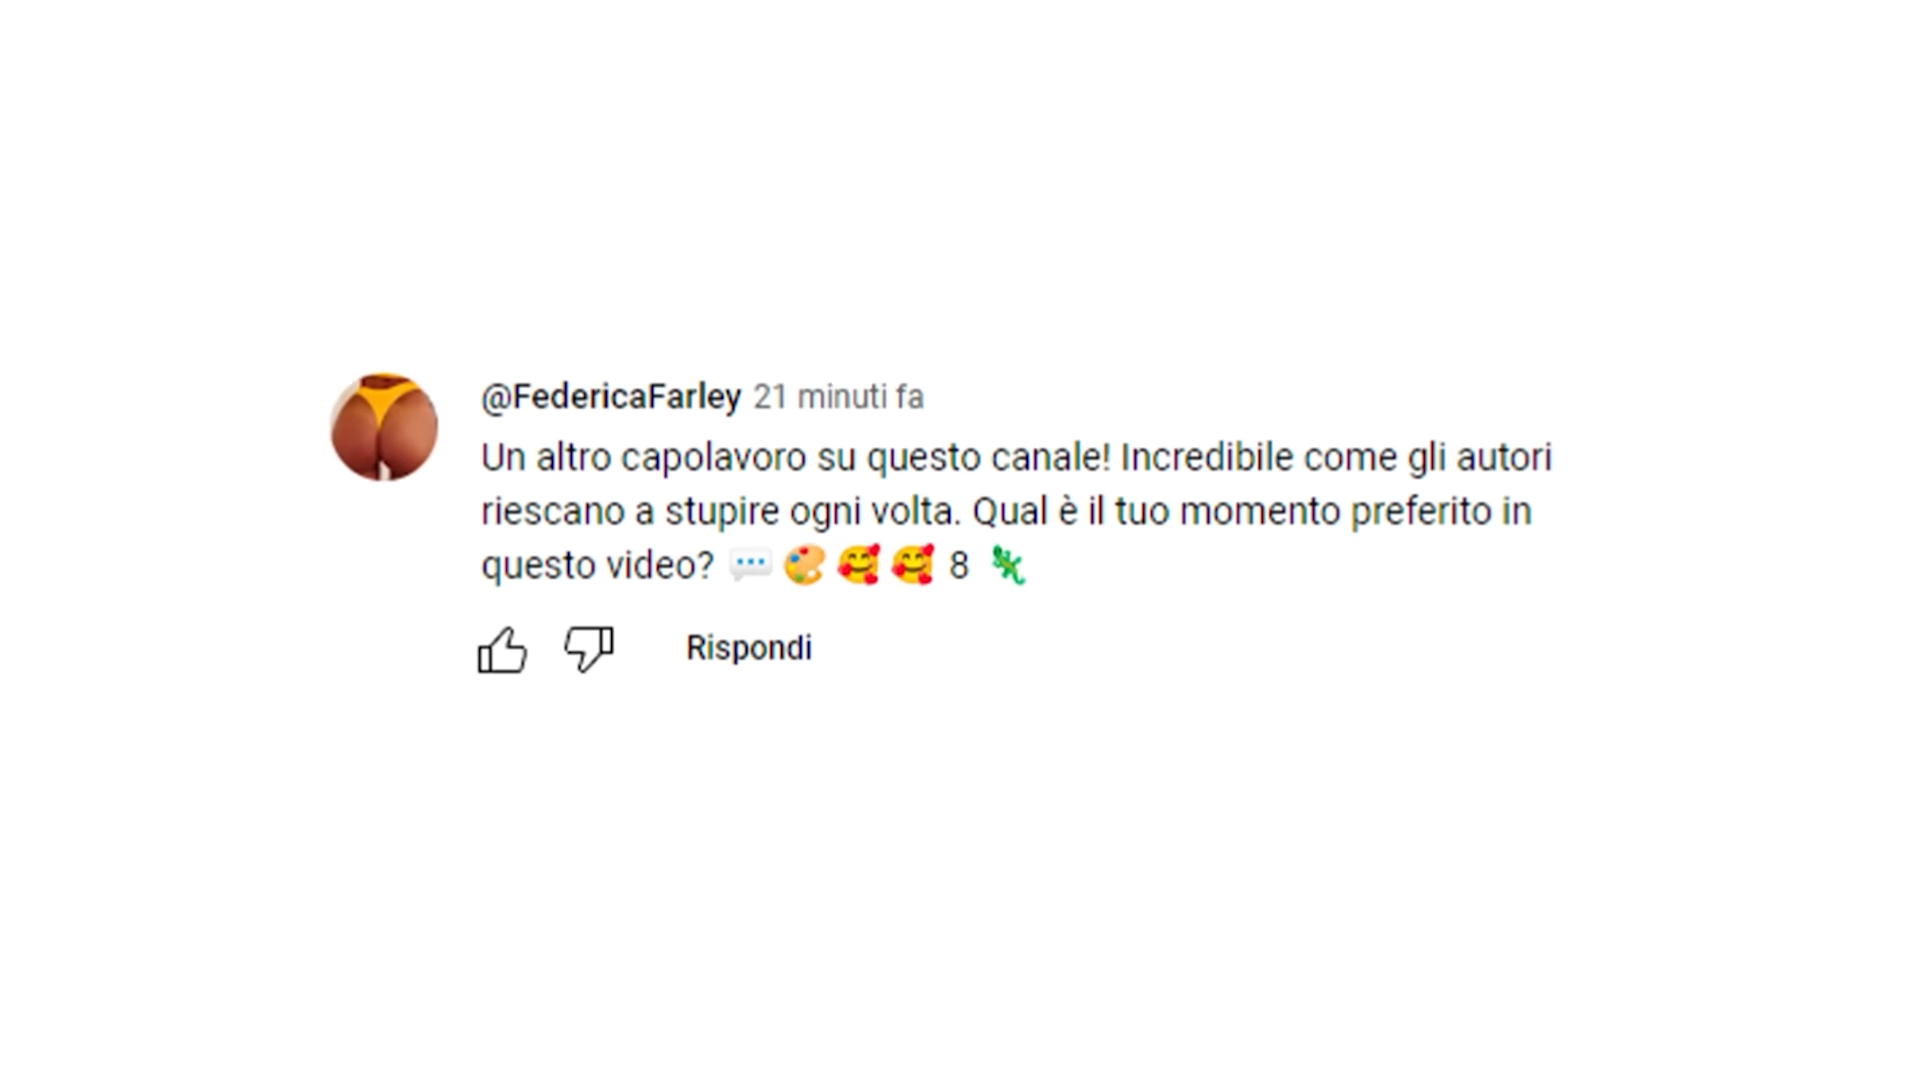 @FedericaFarley 21 minuti fa
Un altro capolavoro su questo canale! Incredibile come gli autori
riescano a stupire ogni volta. Qual è il tuo momento preferito in
questo video? 💬🎨🥰🥰 8 🦎
Rispondi